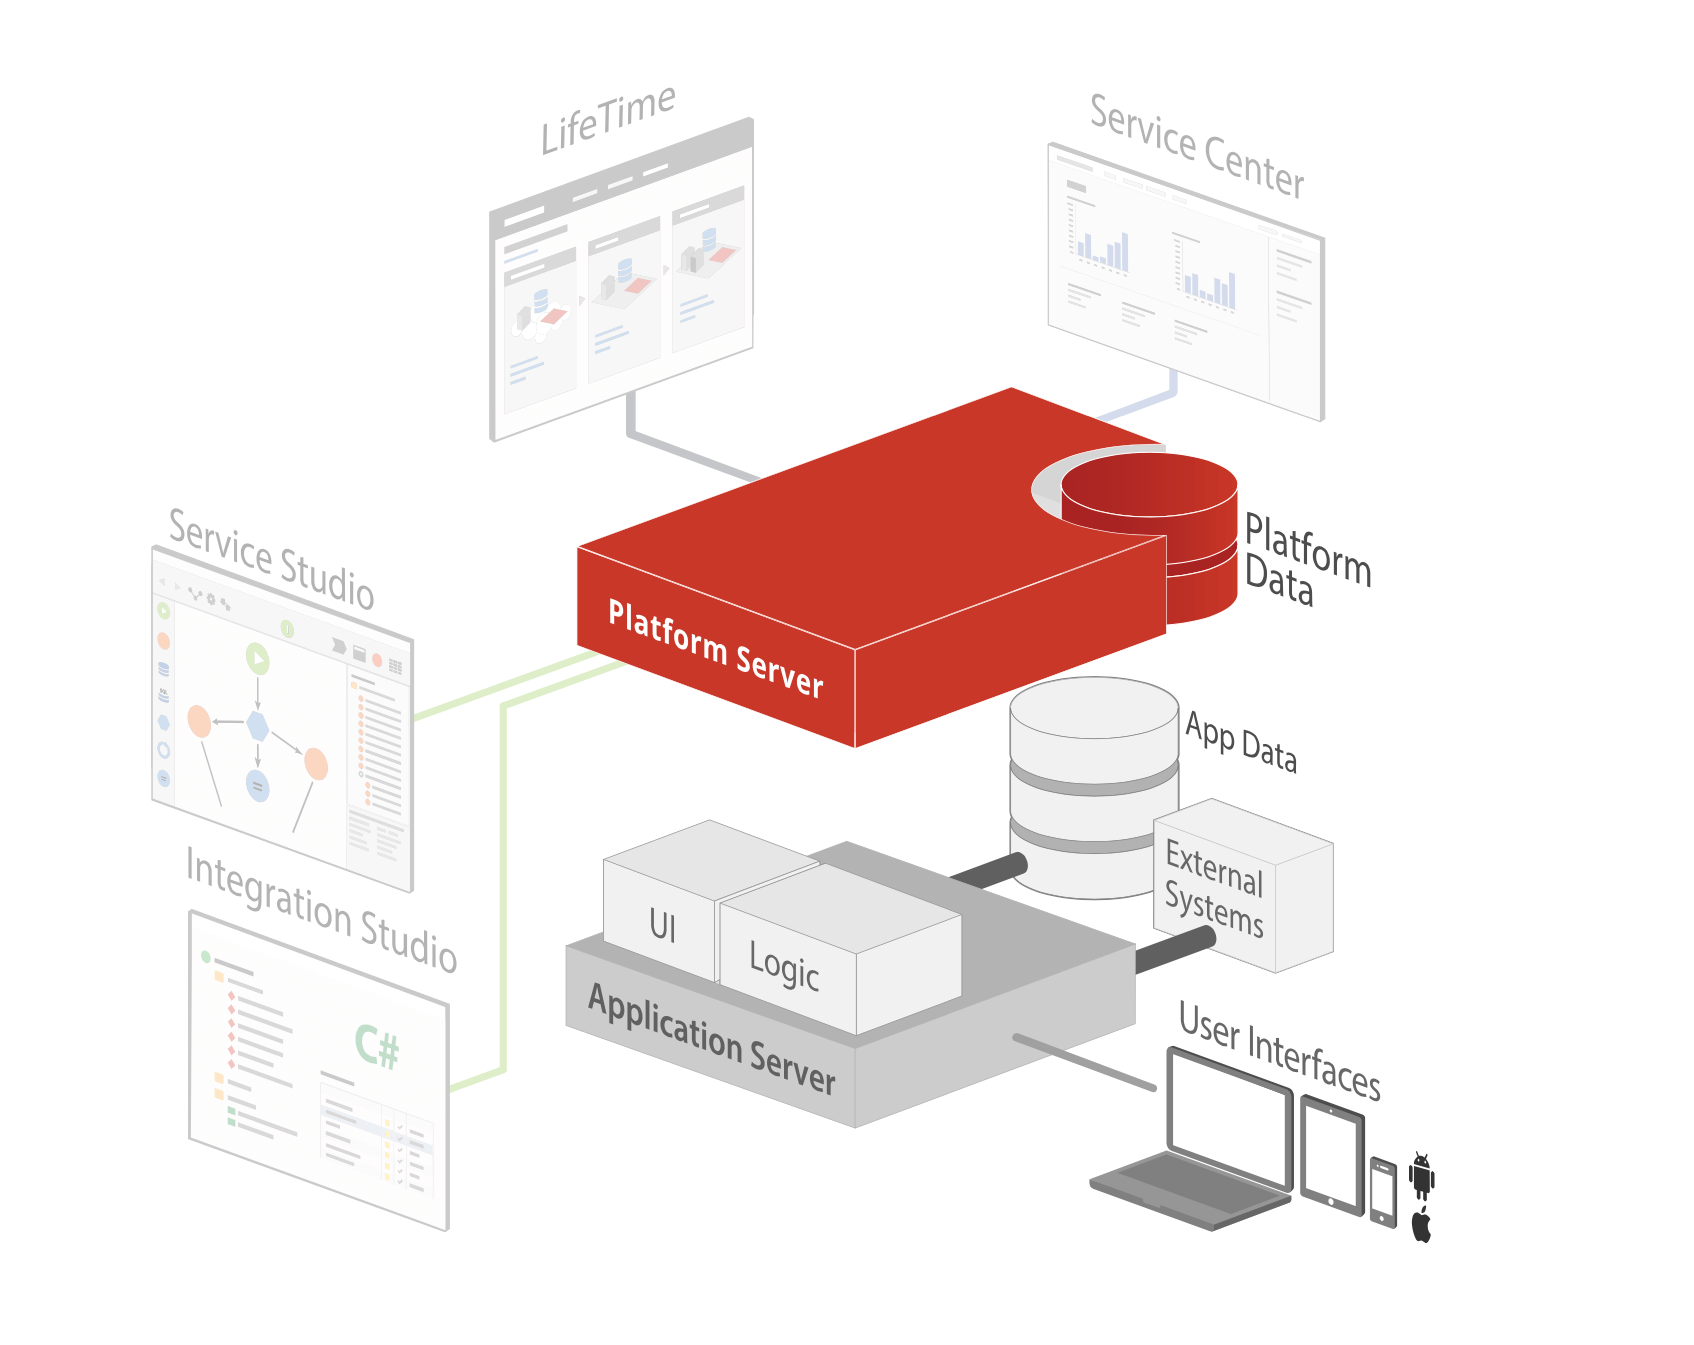 LifeTime
Service Center
Service Studio
Platform
Data
Platform Server
App Data
External
Systems
Integration Studio
UI
Logic
Application Server
C#
User Interfaces